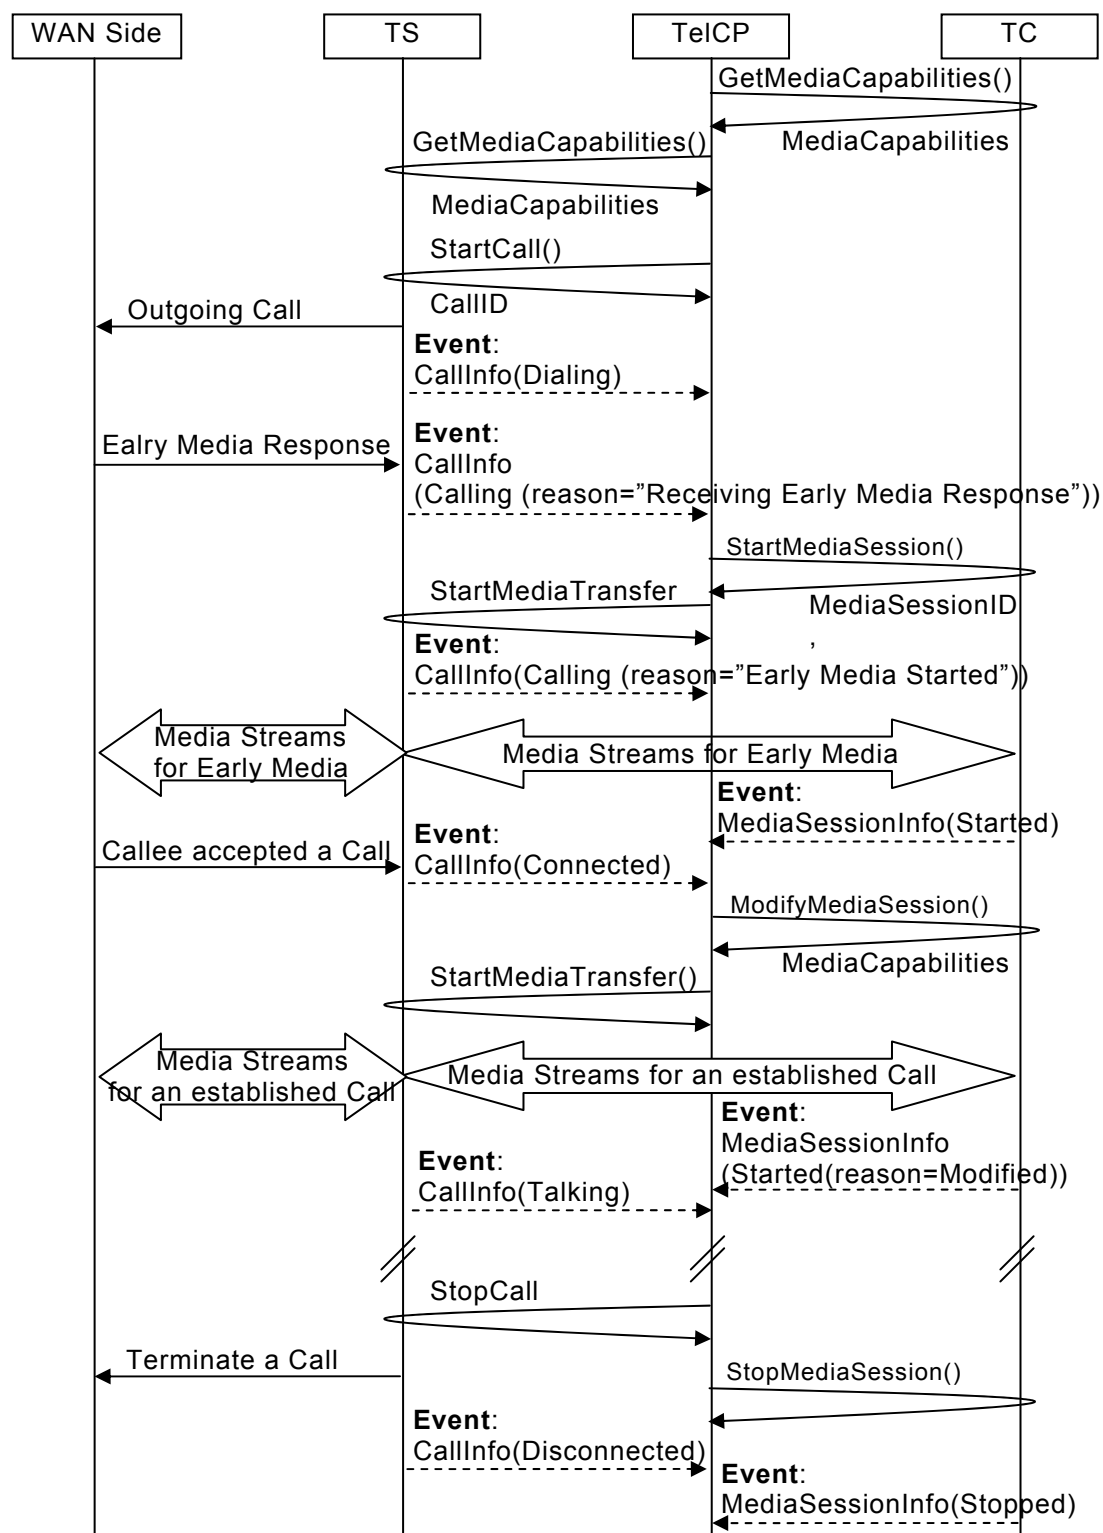 WAN Side
TS
TelCP
TC
GetMediaCapabilities()
MediaCapabilities
GetMediaCapabilities()
MediaCapabilities
StartCall()
CallID
Outgoing Call
Event:
CallInfo(Dialing)
Ealry Media Response
Event:
CallInfo
(Calling (reason=”Receiving Early Media Response”))
StartMediaSession()
StartMediaTransfer
MediaSessionID
,
Event:
CallInfo(Calling (reason=”Early Media Started”))
Media Streams
for Early Media
Media Streams for Early Media
Event:
MediaSessionInfo(Started)
Callee accepted a Call
Event:
CallInfo(Connected)
ModifyMediaSession()
MediaCapabilities
StartMediaTransfer()
Media Streams
for an established Call
Media Streams for an established Call
Event:
MediaSessionInfo
(Started(reason=Modified))
Event:
CallInfo(Talking)
StopCall
Terminate a Call
StopMediaSession()
Event:
CallInfo(Disconnected)
Event:
MediaSessionInfo(Stopped)